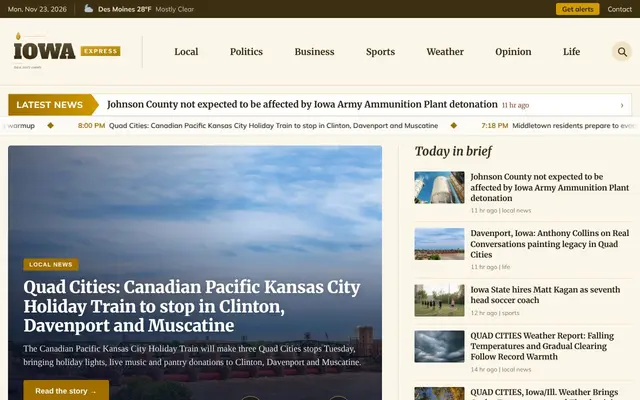 Mon, Nov 23, 2026
Des Moines 28°F Mostly Clear
Get alerts
Contact
IOWA EXPRESS
Local
Politics
Business
Sports
Weather
Opinion
Life
LATEST NEWS
Johnson County not expected to be affected by Iowa Army Ammunition Plant detonation 11 hr ago
warmup
8:00 PM Quad Cities: Canadian Pacific Kansas City Holiday Train to stop in Clinton, Davenport and Muscatine
7:18 PM Middletown residents prepare to
LOCAL NEWS
Quad Cities: Canadian Pacific Kansas City
Holiday Train to stop in Clinton,
Davenport and Muscatine
The Canadian Pacific Kansas City Holiday Train will make three Quad Cities stops Tuesday,
bringing holiday lights, live music and pantry donations to Clinton, Davenport and Muscatine.
Read the story →
Today in brief
Johnson County not expected to be
affected by Iowa Army Ammunition Plant
detonation
11 hr ago | local news
Davenport, Iowa: Anthony Collins on Real
Conversations painting legacy in Quad
Cities
11 hr ago | life
Iowa State hires Matt Kagan as seventh
head soccer coach
12 hr ago | sports
QUAD CITIES Weather Report: Falling
Temperatures and Gradual Clearing
Follow Record Warmth
14 hr ago | local news
QUAD CITIES, Iowa/Ill. Weather Brings